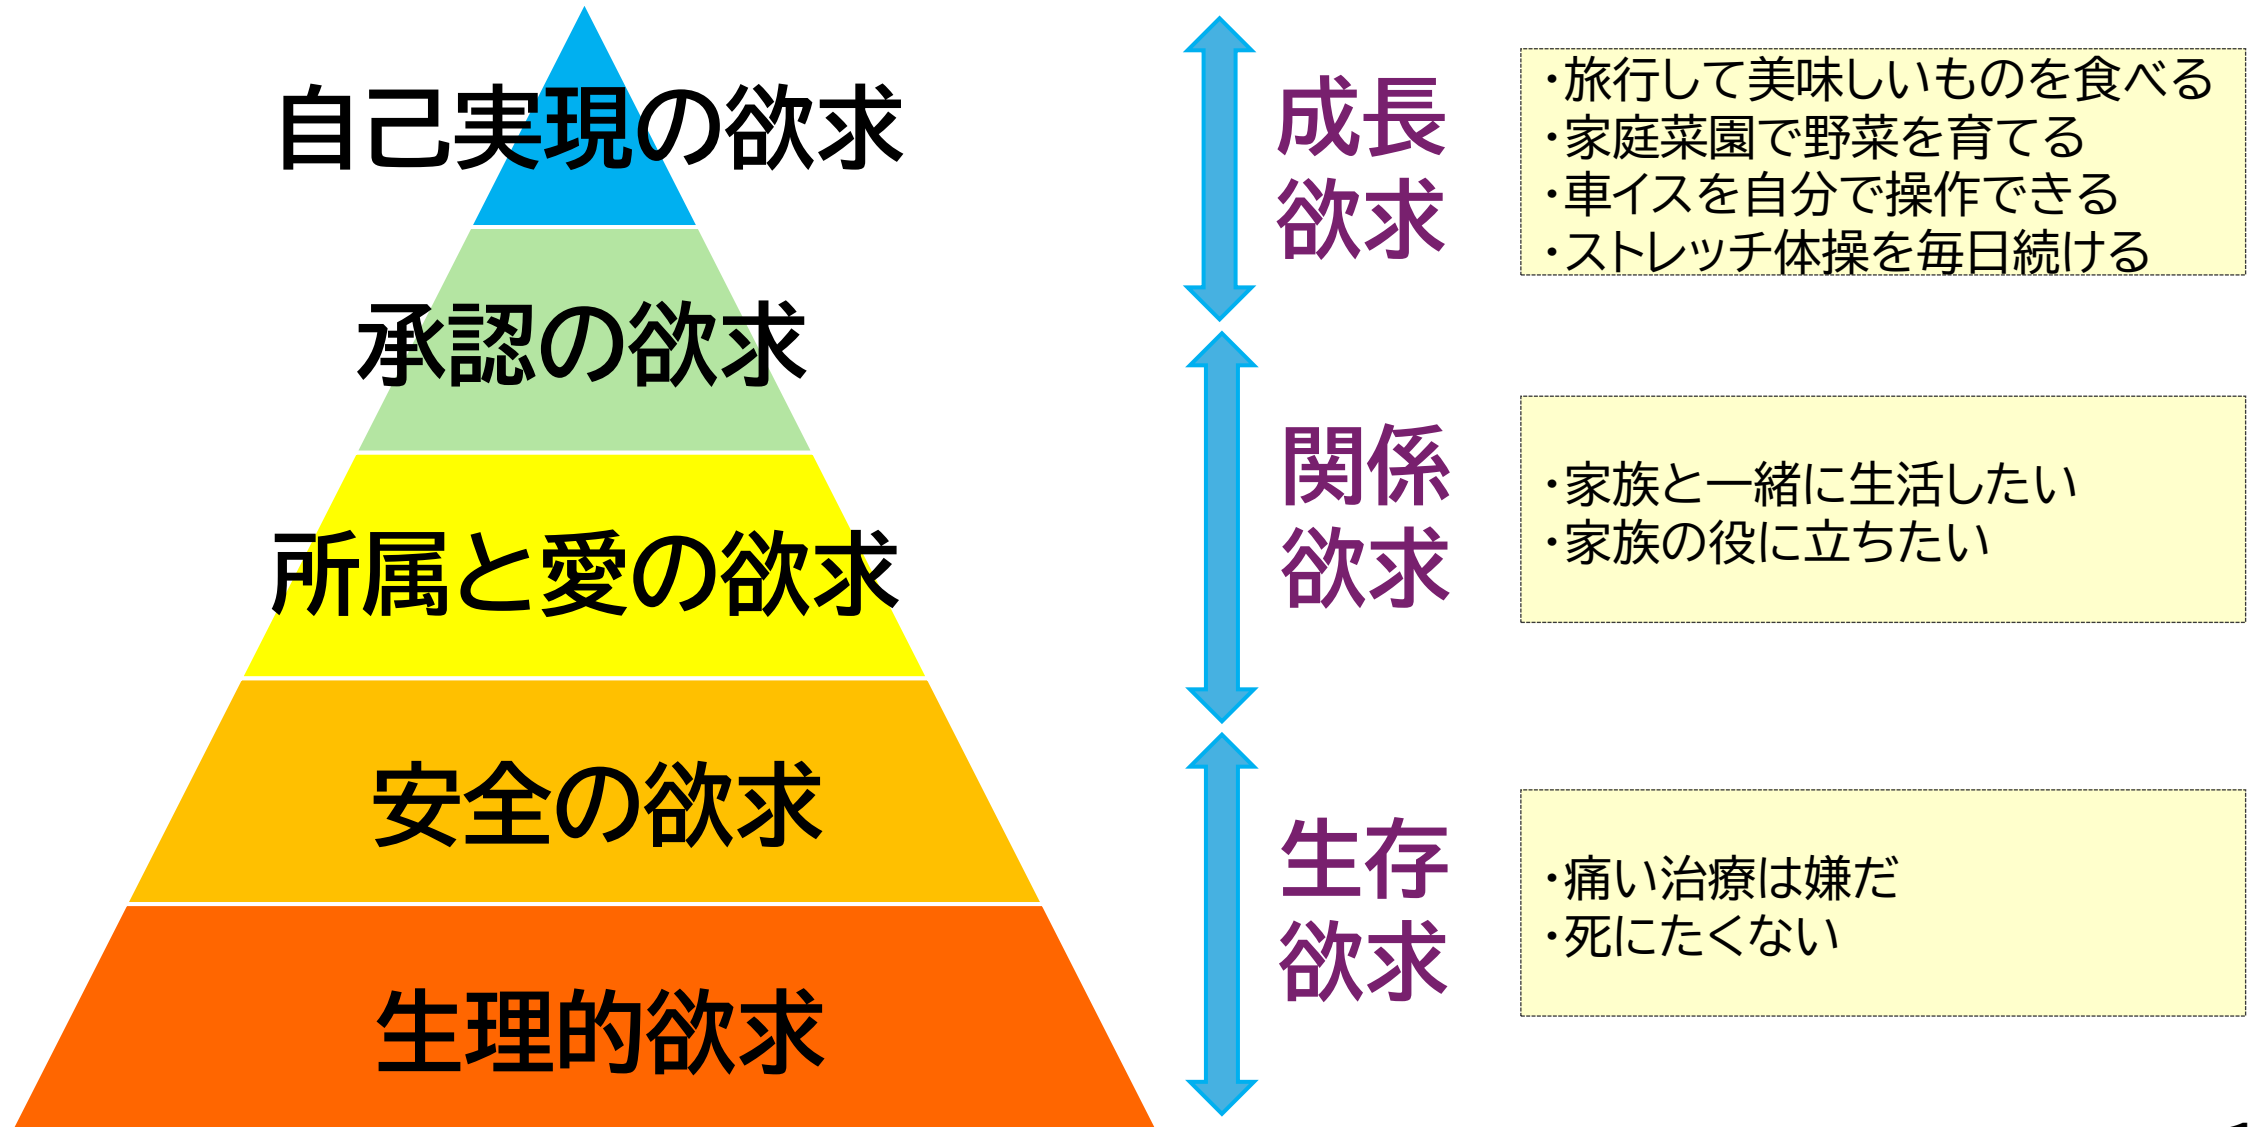 自己実現の欲求
承認の欲求
所属と愛の欲求
安全の欲求
生理的欲求
成長
欲求
・旅行して美味しいものを食べる
・家庭菜園で野菜を育てる
・車イスを自分で操作できる
・ストレッチ体操を毎日続ける
関係
欲求
・家族と一緒に生活したい
・家族の役に立ちたい
生存
欲求
・痛い治療は嫌だ
・死にたくない